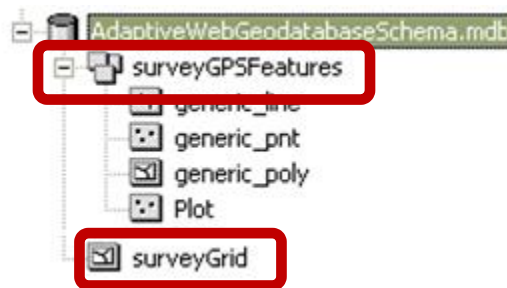 AdaptiveWebGeodatabaseSchema.mdb
surveyGPSFeatures
generic_line
generic_pnt
generic_poly
Plot
surveyGrid